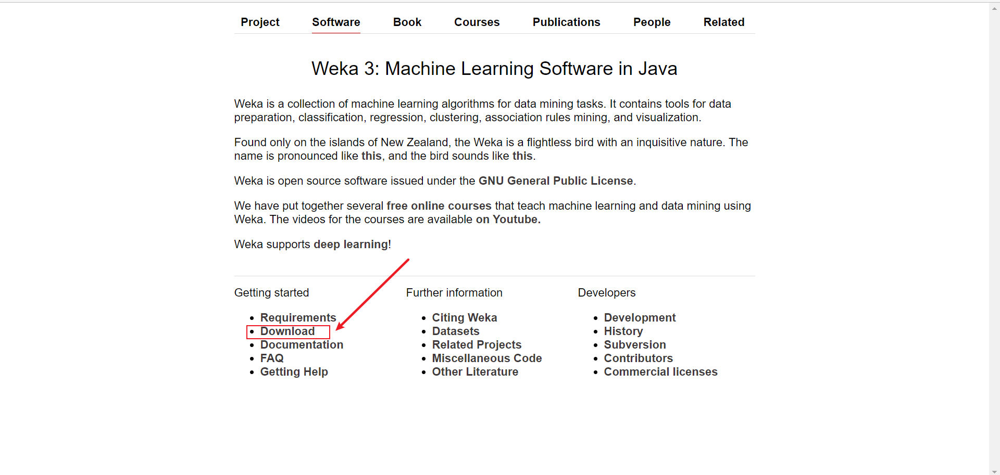 Project Software Book Courses Publications People Related
Weka 3: Machine Learning Software in Java
Weka is a collection of machine learning algorithms for data mining tasks. It contains tools for data
preparation, classification, regression, clustering, association rules mining, and visualization.
Found only on the islands of New Zealand, the Weka is a flightless bird with an inquisitive nature. The
name is pronounced like this, and the bird sounds like this.
Weka is open source software issued under the GNU General Public License.
We have put together several free online courses that teach machine learning and data mining using
Weka. The videos for the courses are available on Youtube.
Weka supports deep learning!
Getting started
Requirements
Download
Documentation
FAQ
Getting Help
Further information
Citing Weka
Datasets
Related Projects
Miscellaneous Code
Other Literature
Developers
Development
History
Subversion
Contributors
Commercial licenses